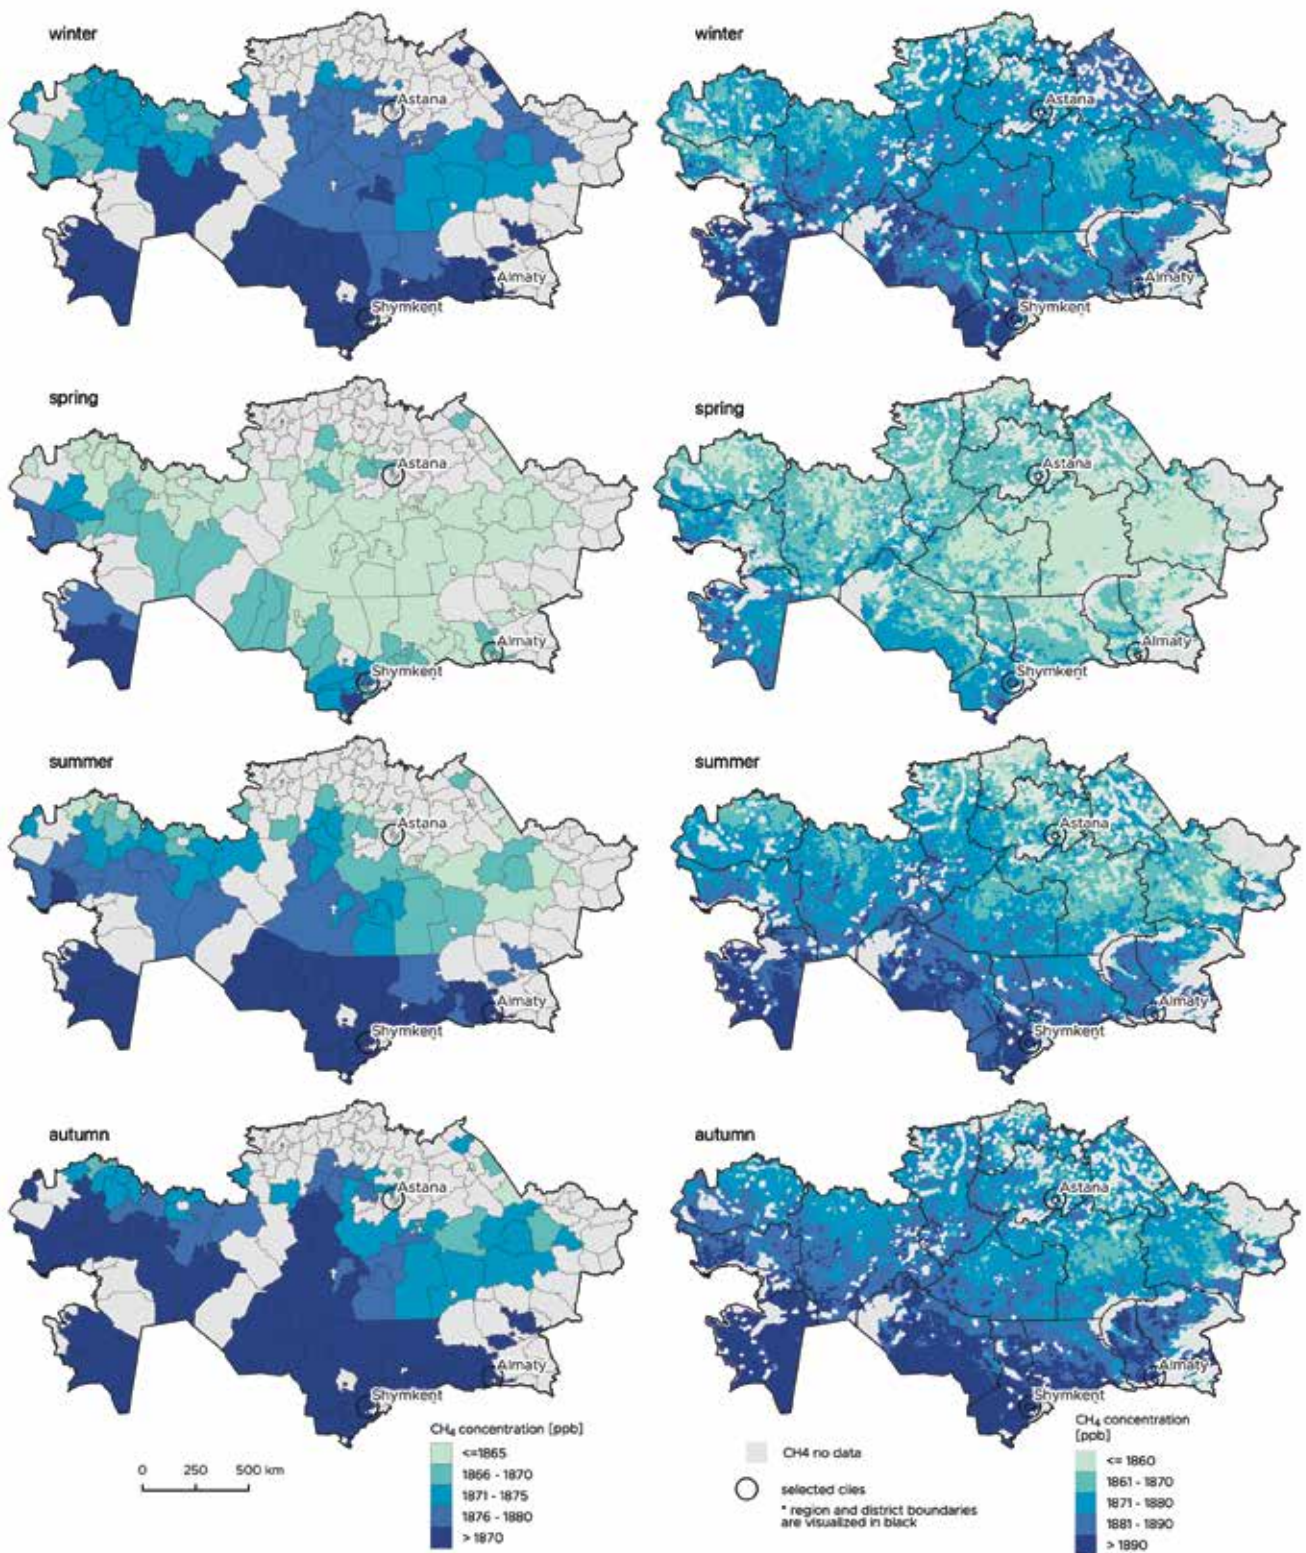 winter
Astana
Almaty
Shymkent
winter
Astana
Almaty
Shymkent
spring
Astana
Almaty
Shymkent
spring
Astana
Almaty
Shymkent
summer
Astana
Almaty
Shymkent
summer
Astana
Almaty
Shymkent
autumn
Astana
Almaty
Shymkent
autumn
Astana
Almaty
Shymkent
0 250 500 km
CH₄ concentration [ppb]
<=1865
1866 - 1870
1871 - 1875
1876 - 1880
> 1870
CH4 no data
selected ciies
* region and district boundaries
are visualized in black
CH₄ concentration
[ppb]
<= 1860
1861 - 1870
1871 - 1880
1881 - 1890
> 1890